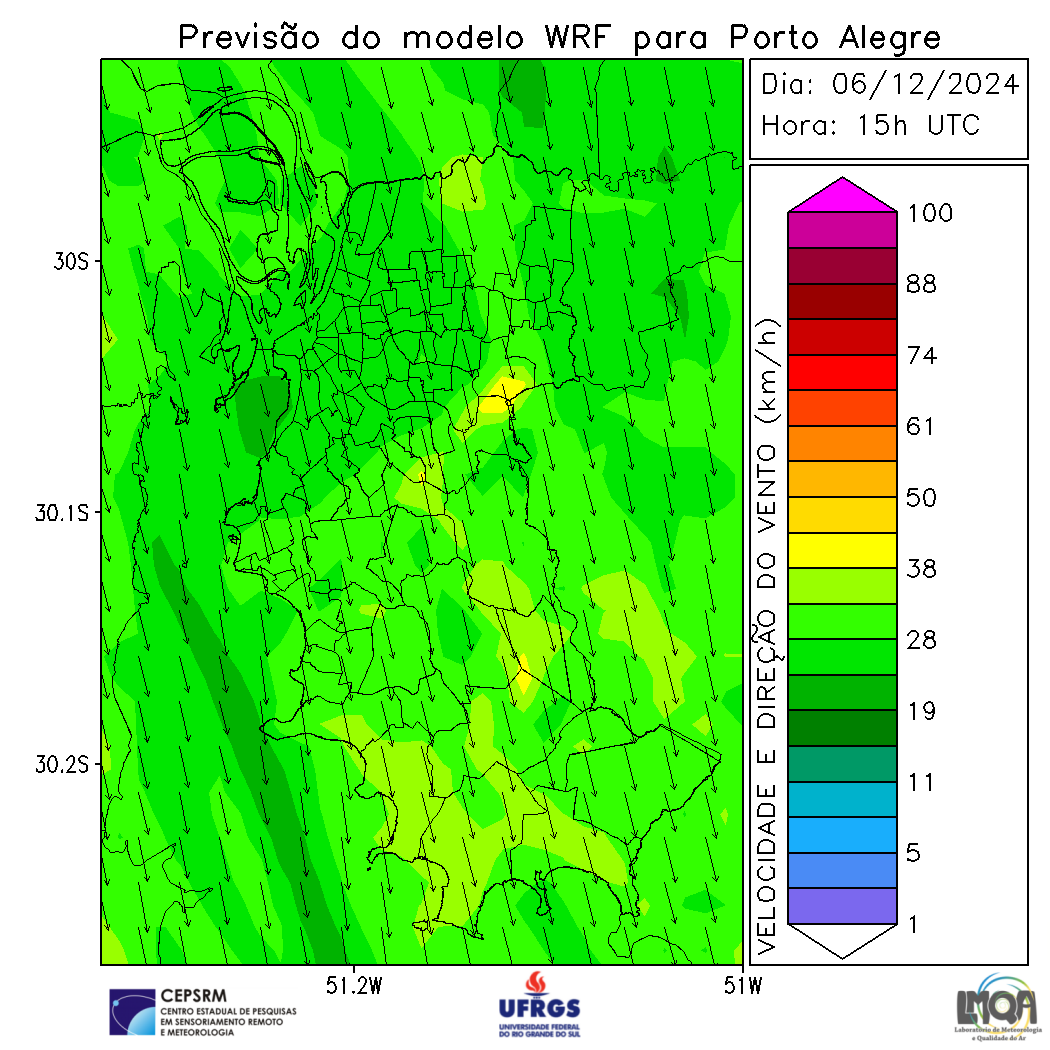 Previsão do modelo WRF para Porto Alegre
Dia: 06/12/2024
Hora: 15h UTC
30S
30.1S
30.2S
51.2W
51W
VELOCIDADE E DIREÇÃO DO VENTO (km/h)
100
88
74
61
50
38
28
19
11
5
1
CEPSRM
CENTRO ESTADUAL DE PESQUISAS
EM SENSORIAMENTO REMOTO
E METEOROLOGIA
UFRGS
UNIVERSIDADE FEDERAL
DO RIO GRANDE DO SUL
LMQA
Laboratório de Meteorologia
e Qualidade do Ar